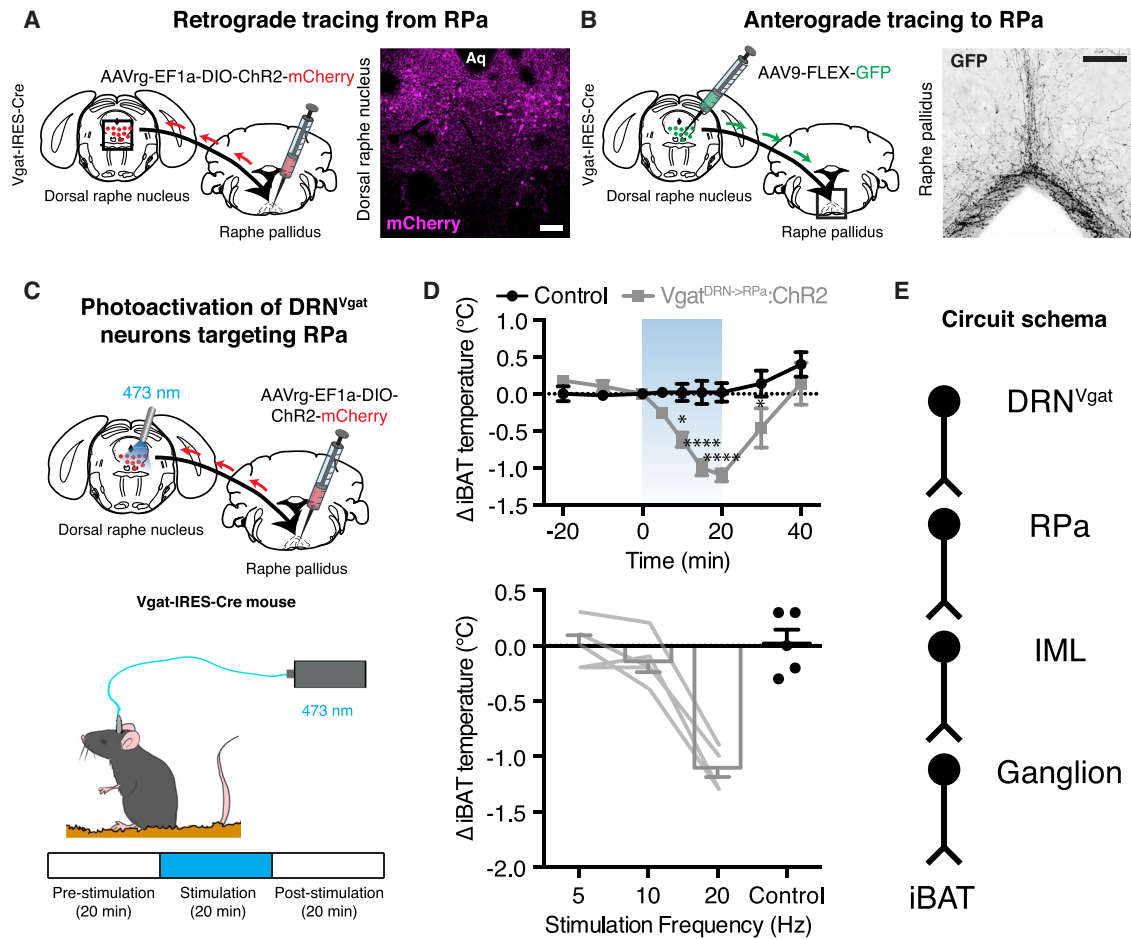 A
Retrograde tracing from RPa
AAVrg-EF1a-DIO-ChR2-mCherry
Vgat-IRES-Cre
Dorsal raphe nucleus
Raphe pallidus
Dorsal raphe nucleus
Aq
mCherry
B
Anterograde tracing to RPa
AAV9-FLEX-GFP
Vgat-IRES-Cre
Dorsal raphe nucleus
Raphe pallidus
Raphe pallidus
GFP
C
Photoactivation of DRNVgat
neurons targeting RPa
473 nm
AAVrg-EF1a-DIO-
ChR2-mCherry
Dorsal raphe nucleus
Raphe pallidus
Vgat-IRES-Cre mouse
473 nm
Pre-stimulation
(20 min)
Stimulation
(20 min)
Post-stimulation
(20 min)
D
Control
VgatDRN->RPa:ChR2
Δ iBAT temperature (°C)
1.0
0.5
0.0
-0.5
-1.0
-1.5
*
****
****
*
-20
0
20
40
Time (min)
Δ iBAT temperature (°C)
0.5
0.0
-0.5
-1.0
-1.5
-2.0
5
10
20
Control
Stimulation Frequency (Hz)
E
Circuit schema
DRNVgat
RPa
IML
Ganglion
iBAT